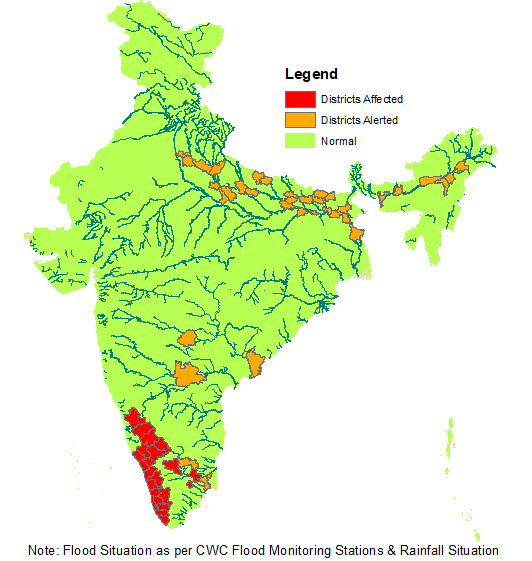 Legend
Districts Affected
Districts Alerted
Normal
Note: Flood Situation as per CWC Flood Monitoring Stations & Rainfall Situation